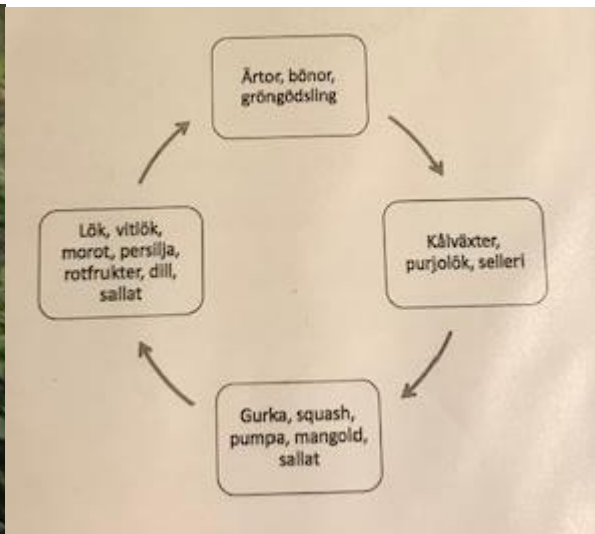 Ärtor, bönor,
gröngödsling
Kålväxter,
purjolök, selleri
Gurka, squash,
pumpa, mangold,
sallat
Lök, vitlök,
morot, persilja,
rotfrukter, dill,
sallat